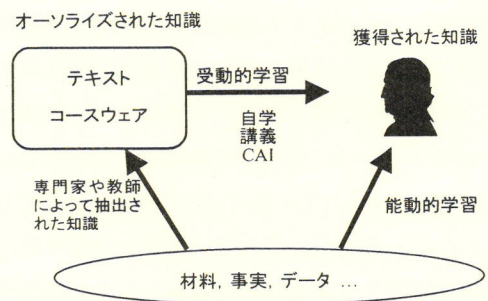 オーソライズされた知識
獲得された知識
テキスト
コースウェア
受動的学習
自学
講義
CAI
専門家や教師
によって抽出さ
れた知識
能動的学習
材料, 事実, データ …